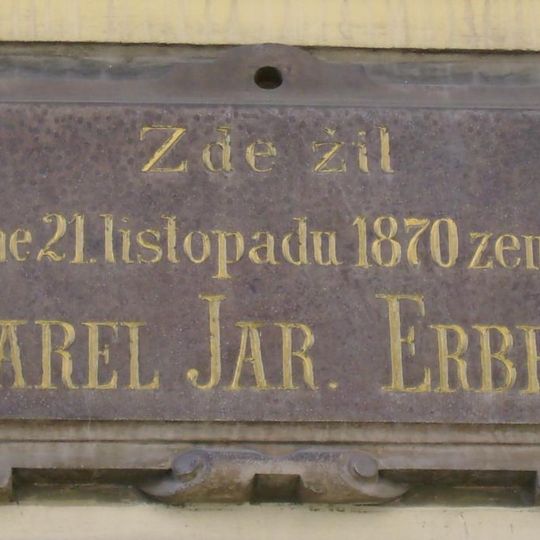 Zde žil
ne 21. listopadu 1870 zem
AREL JAR. ERBE